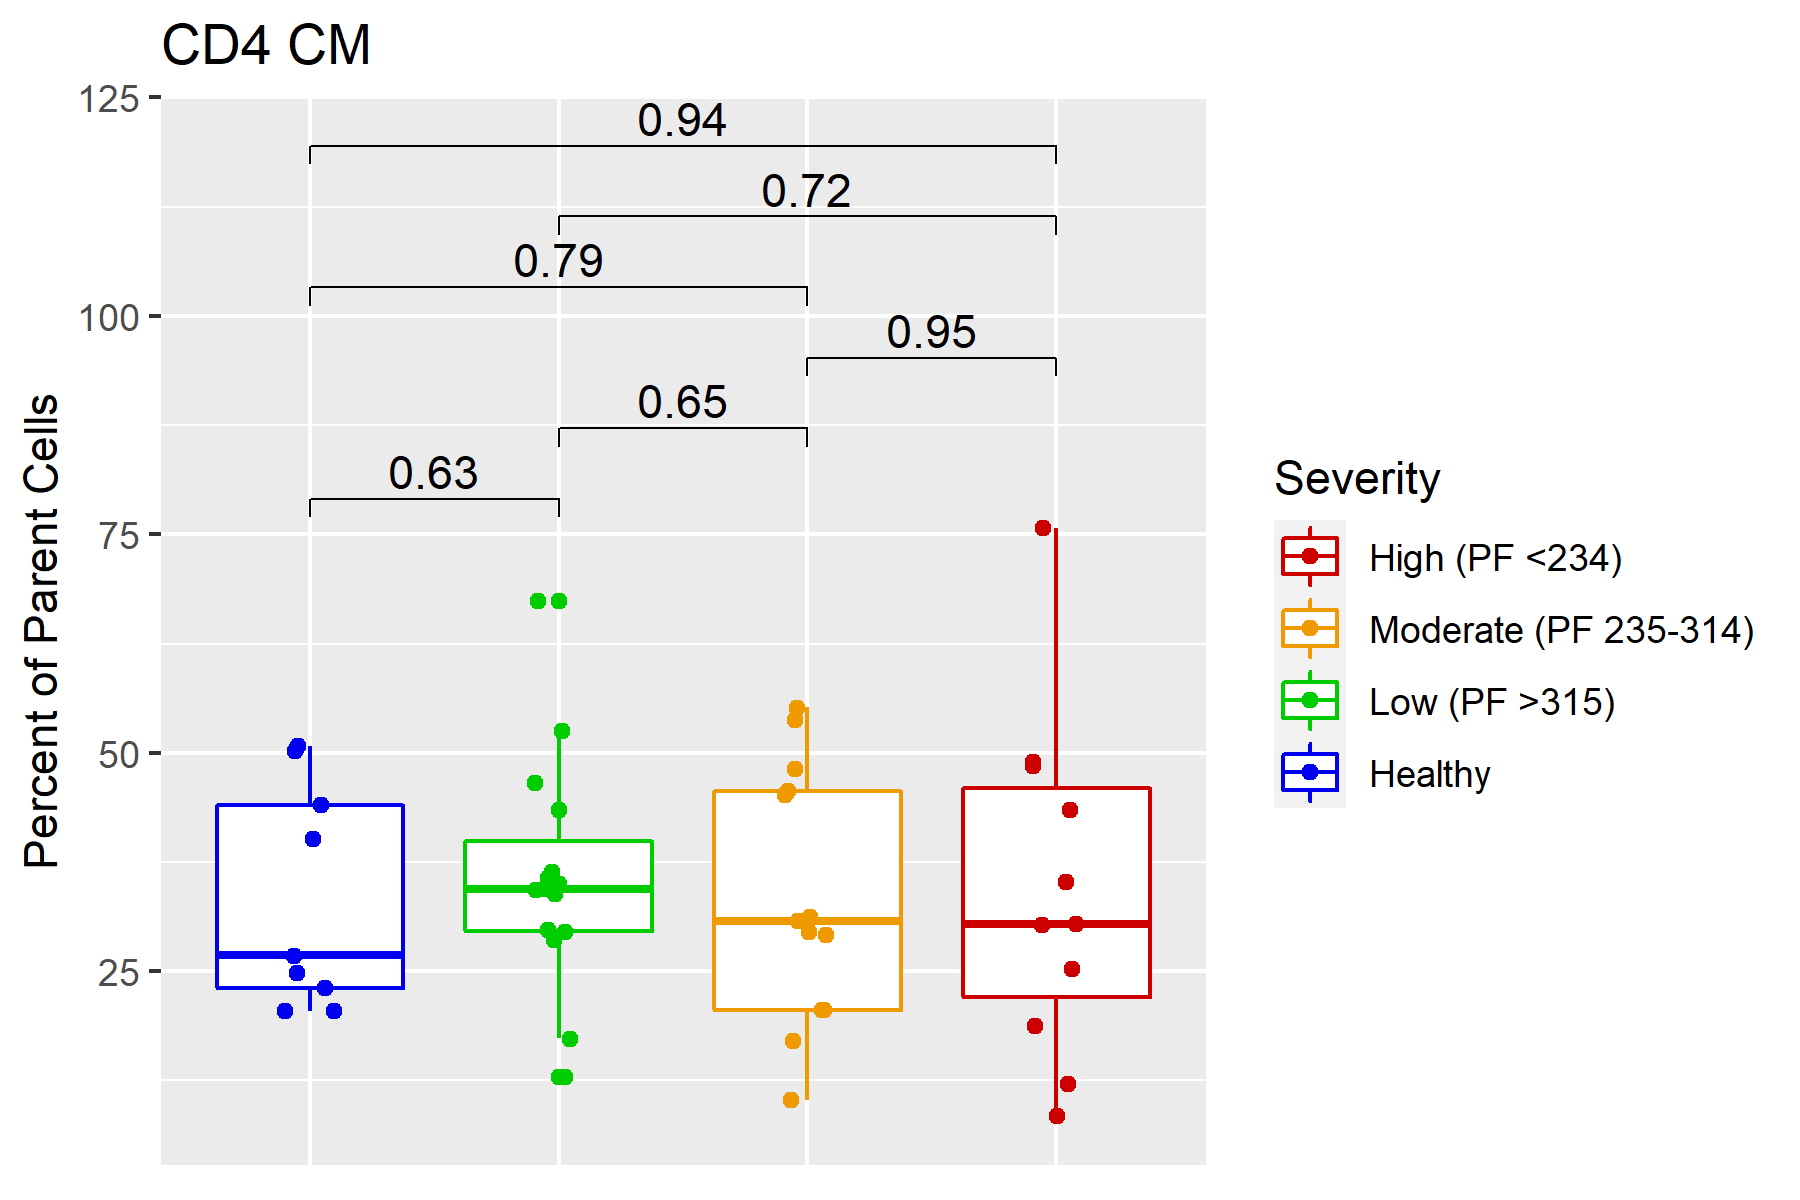 CD4 CM
125
100
75
50
25
Percent of Parent Cells
0.94
0.72
0.79
0.95
0.65
0.63
Severity
High (PF <234)
Moderate (PF 235-314)
Low (PF >315)
Healthy